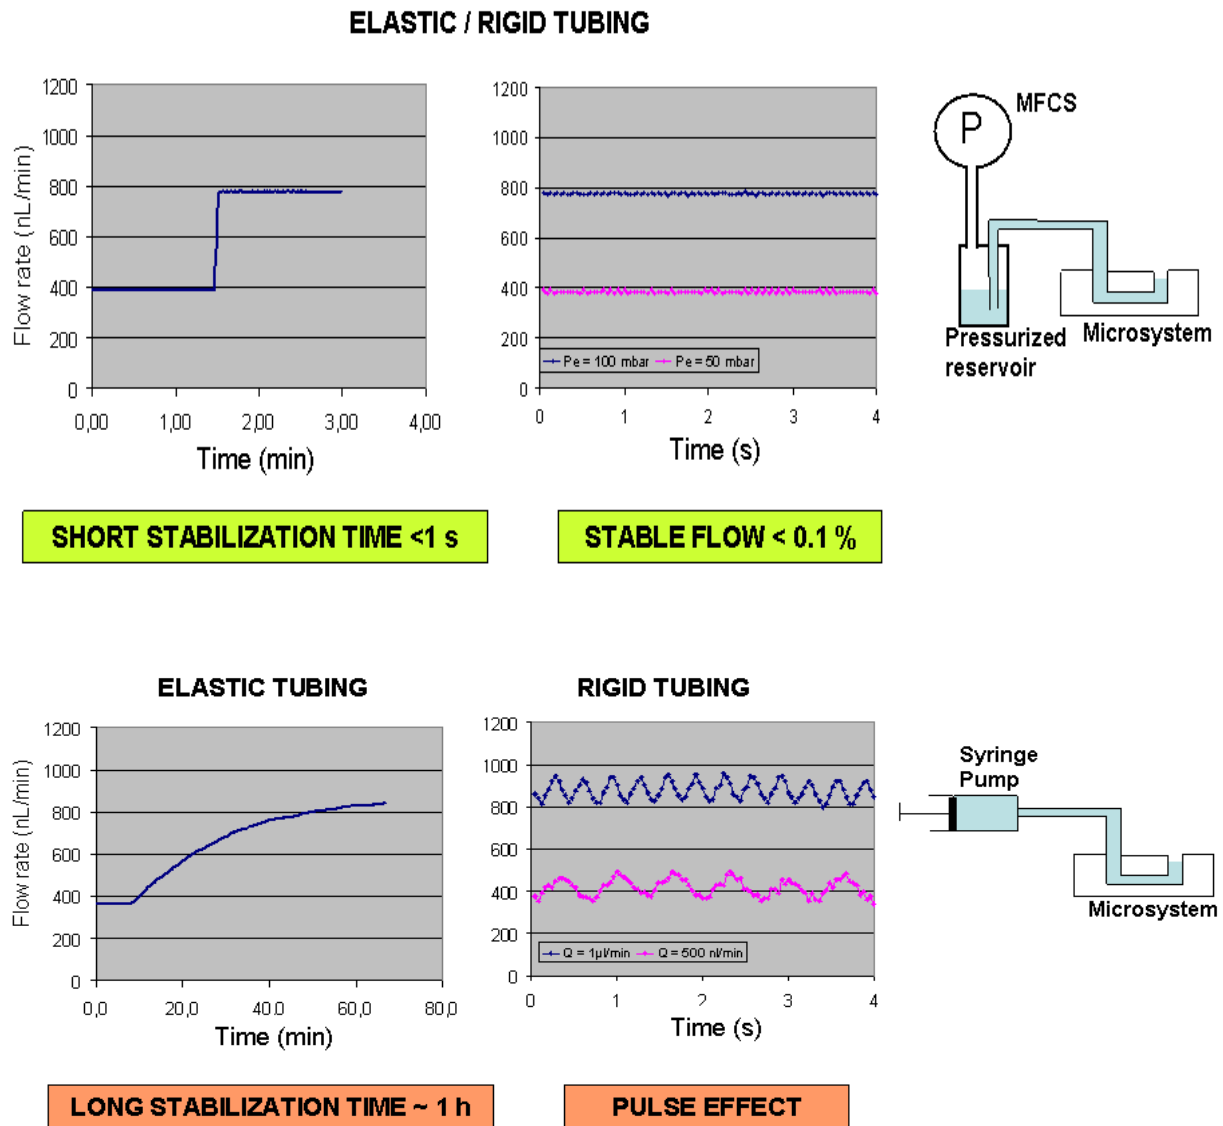 ELASTIC / RIGID TUBING
Flow rate (nL/min)
1200
1000
800
600
400
200
0
0,00 1,00 2,00 3,00 4,00
Time (min)
1200
1000
800
600
400
200
0
Pe = 100 mbar Pe = 50 mbar
0 1 2 3 4
Time (s)
P
MFCS
Pressurized
reservoir
Microsystem
SHORT STABILIZATION TIME <1 s
STABLE FLOW < 0.1 %
ELASTIC TUBING
Flow rate (nL/min)
1200
1000
800
600
400
200
0
0,0 20,0 40.0 60,0 80,0
Time (min)
RIGID TUBING
1200
1000
800
600
400
200
0
Q = 1µl/min Q = 500 nl/min
0 1 2 3 4
Time (s)
Syringe
Pump
Microsystem
LONG STABILIZATION TIME ~ 1 h
PULSE EFFECT